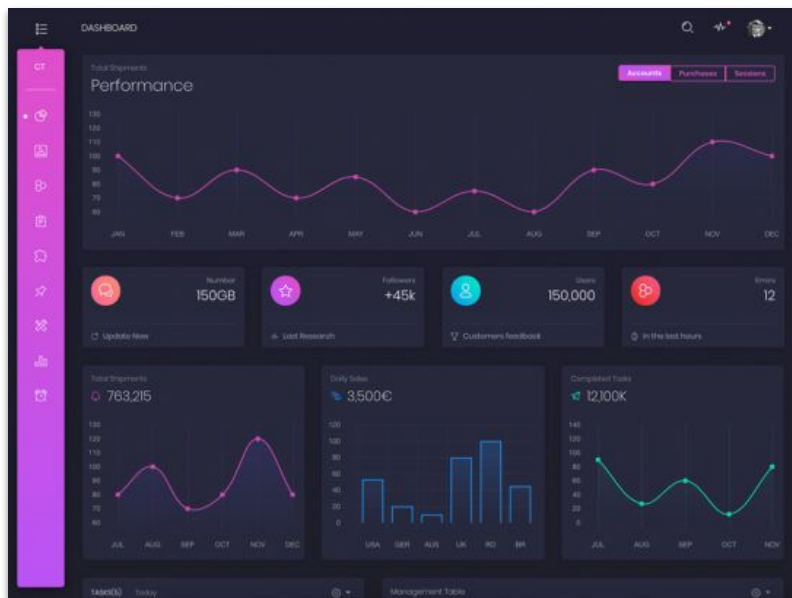 DASHBOARD
CT
Total Shipments
Performance
Accounts Purchases Sessions
130
120
110
100
90
80
70
60
JAN FEB MAR APR MAY JUN JUL AUG SEP OCT NOV DEC
Number
150GB
Update Now
Followers
+45k
Last Research
Users
150,000
Customers feedback
Errors
12
In the last hours
Total Shipments
763,215
130
120
110
100
90
80
70
60
JUL AUG SEP OCT NOV DEC
Daily Sales
3,500€
120
100
80
60
40
20
0
USA GER AUS UK RO BR
Completed Tasks
12,100K
140
120
100
80
60
40
20
0
JUL AUG SEP OCT NOV
TASKS(5) Today
Management Table